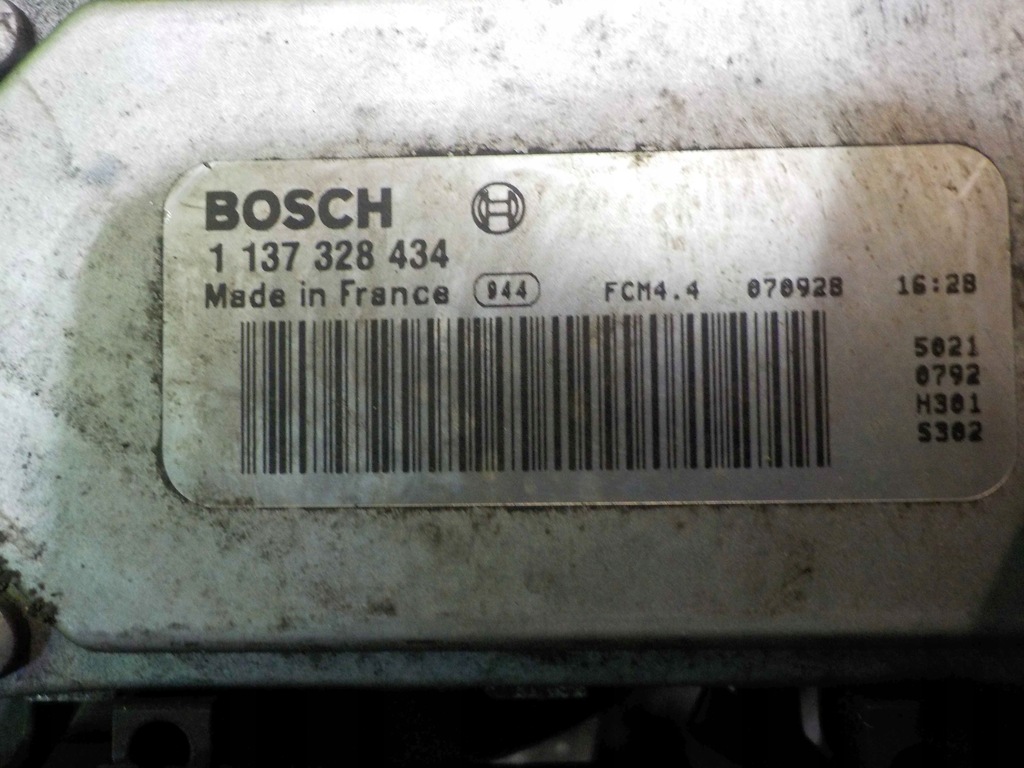 BOSCH
1 137 328 434
Made in France 944 FCM4.4 070928 16:28
5021
0792
H301
S302